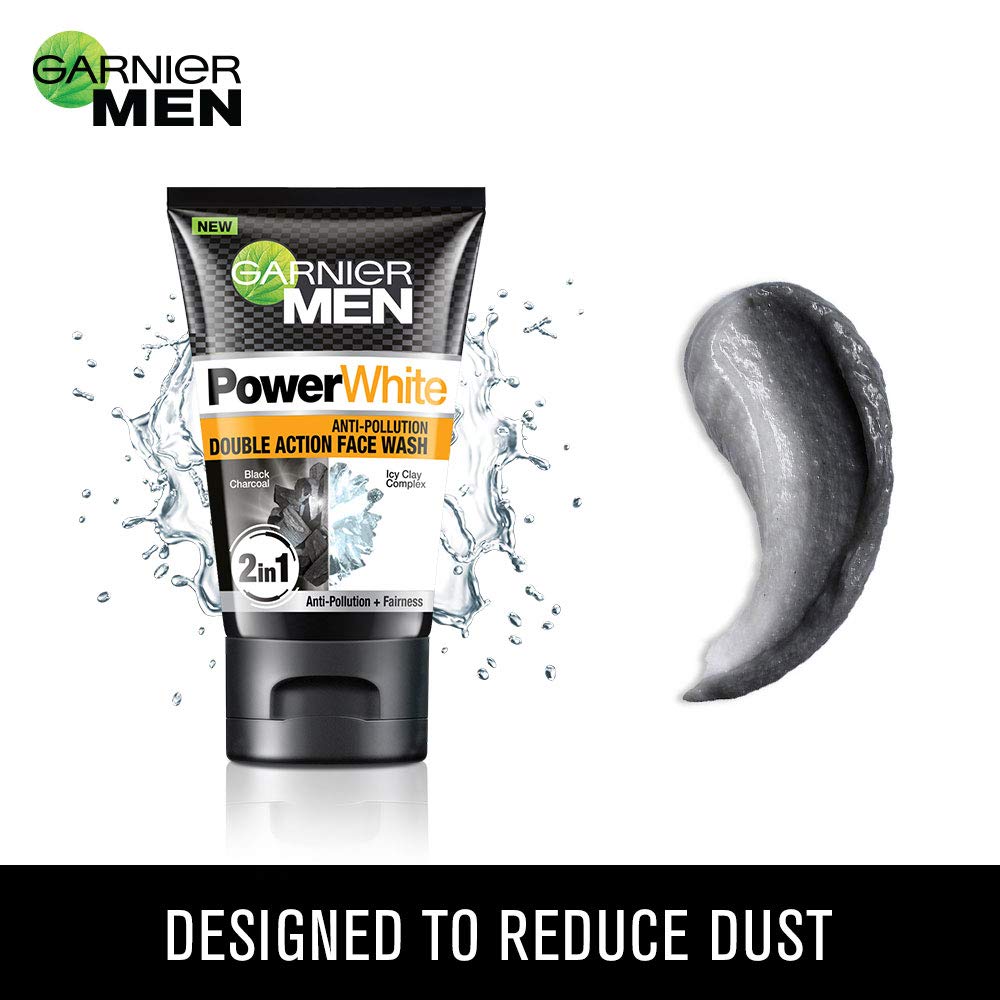 GARNIER
MEN
NEW
GARNIER
MEN
PowerWhite
ANTI-POLLUTION
DOUBLE ACTION FACE WASH
Black
Charcoal
Icy Clay
Complex
2in1
Anti-Pollution + Fairness
DESIGNED TO REDUCE DUST